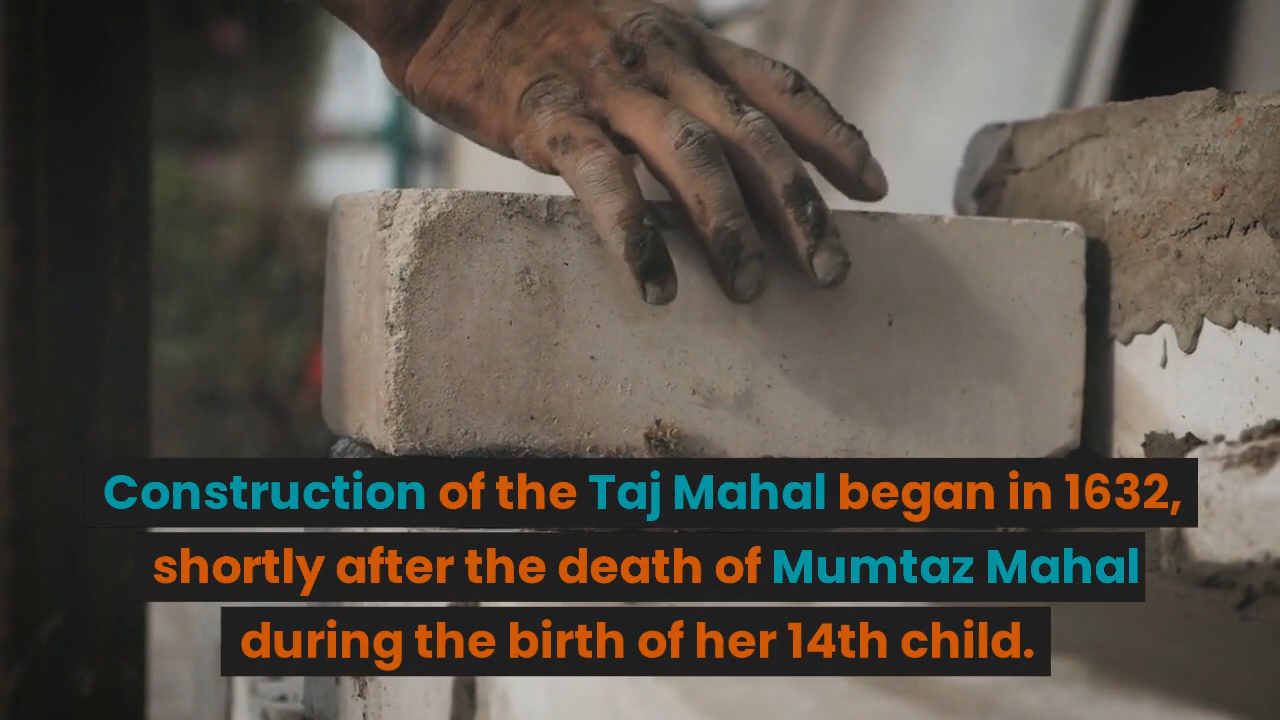 Construction of the Taj Mahal began in 1632,
shortly after the death of Mumtaz Mahal
during the birth of her 14th child.